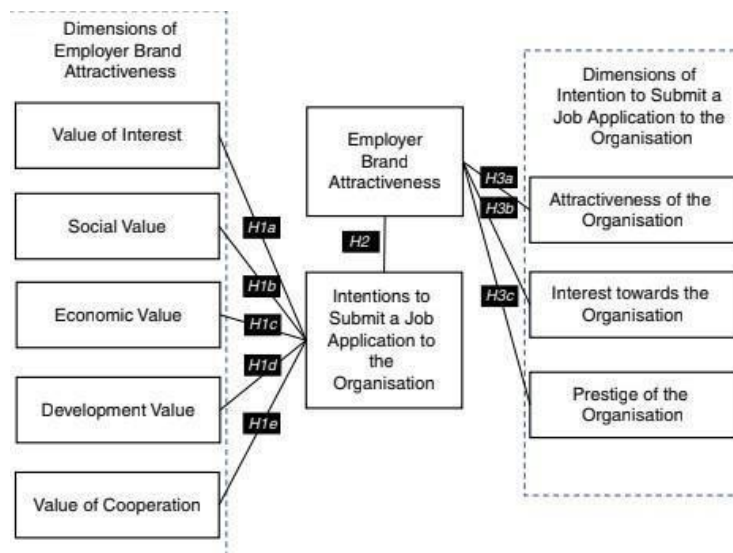 Dimensions of
Employer Brand
Attractiveness
Value of Interest
Social Value
Economic Value
Development Value
Value of Cooperation
H1a
H1b
H1c
H1d
H1e
Employer
Brand
Attractiveness
H2
Intentions to
Submit a Job
Application to
the
Organisation
H3a
H3b
H3c
Dimensions of
Intention to Submit a
Job Application to the
Organisation
Attractiveness of the
Organisation
Interest towards the
Organisation
Prestige of the
Organisation